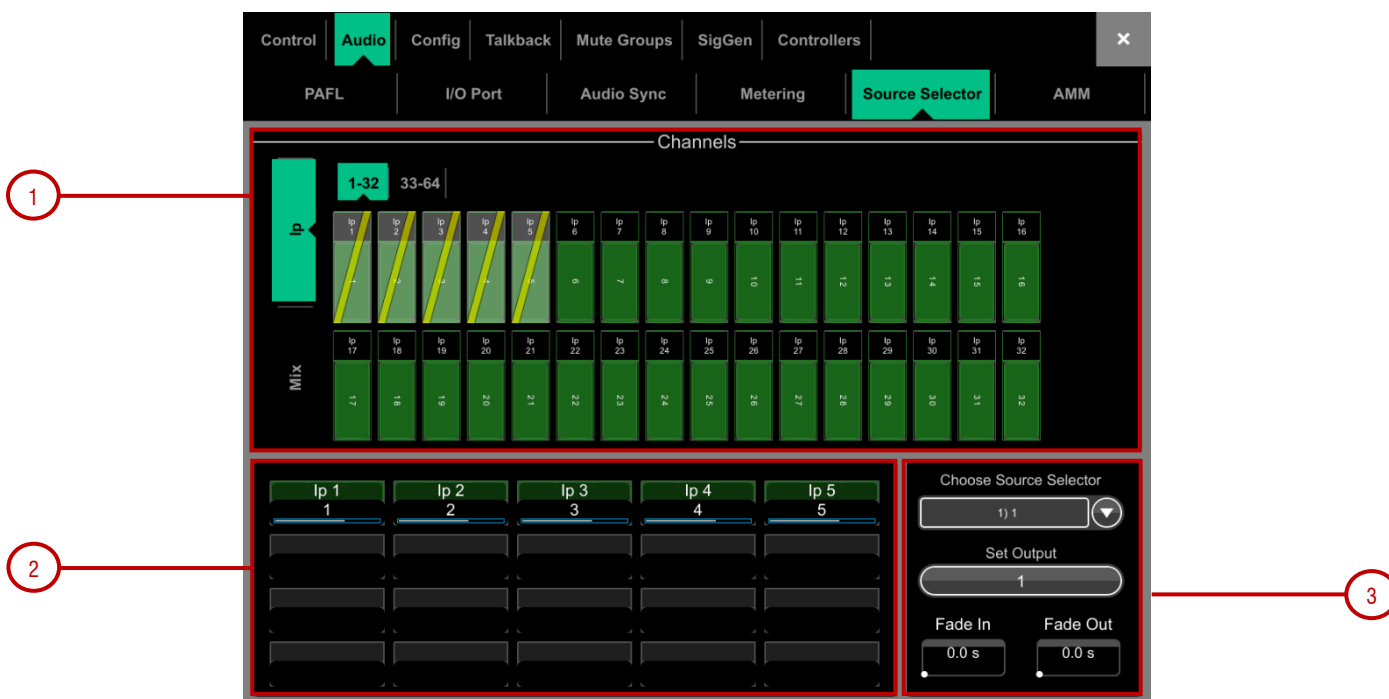 Control Audio Config Talkback Mute Groups SigGen Controllers ×
PAFL I/O Port Audio Sync Metering Source Selector AMM
Channels
1
Ip
1-32 33-64
Ip 1 Ip 2 Ip 3 Ip 4 Ip 5 Ip 6 Ip 7 Ip 8 Ip 9 Ip 10 Ip 11 Ip 12 Ip 13 Ip 14 Ip 15 Ip 16
1 2 3 4 5 6 7 8 9 10 11 12 13 14 15 16
Mix
Ip 17 Ip 18 Ip 19 Ip 20 Ip 21 Ip 22 Ip 23 Ip 24 Ip 25 Ip 26 Ip 27 Ip 28 Ip 29 Ip 30 Ip 31 Ip 32
17 18 19 20 21 22 23 24 25 26 27 28 29 30 31 32
2
Ip 1 Ip 2 Ip 3 Ip 4 Ip 5
1 2 3 4 5
Choose Source Selector
1) 1
Set Output
1
3
Fade In Fade Out
0.0 s 0.0 s